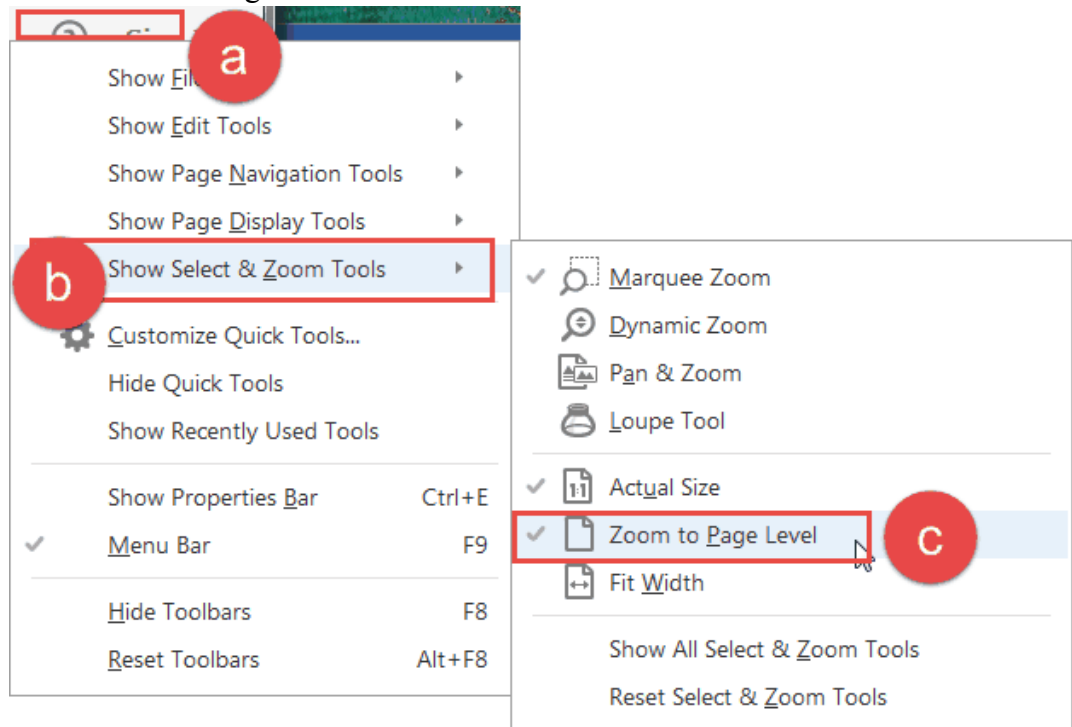 a
Show Fil
Show Edit Tools
Show Page Navigation Tools
Show Page Display Tools
b
Show Select & Zoom Tools
Customize Quick Tools...
Hide Quick Tools
Show Recently Used Tools
Show Properties Bar Ctrl+E
Menu Bar F9
Hide Toolbars F8
Reset Toolbars Alt+F8
Marquee Zoom
Dynamic Zoom
Pan & Zoom
Loupe Tool
1:1 Actual Size
Zoom to Page Level
c
Fit Width
Show All Select & Zoom Tools
Reset Select & Zoom Tools